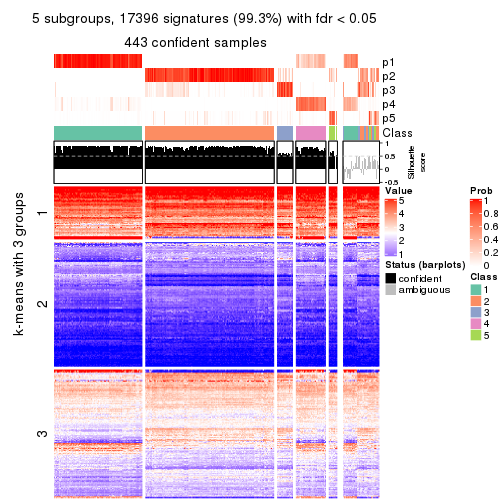 5 subgroups, 17396 signatures (99.3%) with fdr < 0.05
443 confident samples
p1
p2
p3
p4
p5
Class
1
0.5
0
-0.5
Silhouette
score
k-means with 3 groups
1
2
3
Value
5
4
3
2
1
Status (barplots)
confident
ambiguous
Prob
1
0.8
0.6
0.4
0.2
0
Class
1
2
3
4
5